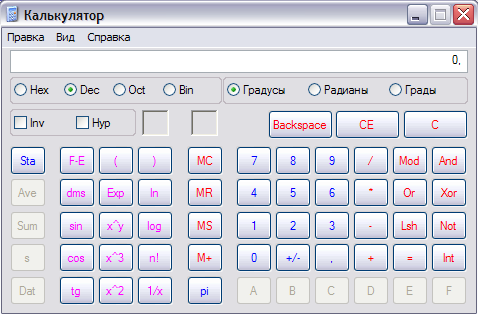 Калькулятор
Правка Вид Справка
0,
Hex Dec Oct Bin Градусы Радианы Грады
Inv Hyp Backspace CE C
Sta F-E ( ) MC 7 8 9 / Mod And
Ave dms Exp ln MR 4 5 6 * Or Xor
Sum sin x^y log MS 1 2 3 - Lsh Not
s cos x^3 n! M+ 0 +/- , + = Int
Dat tg x^2 1/x pi A B C D E F